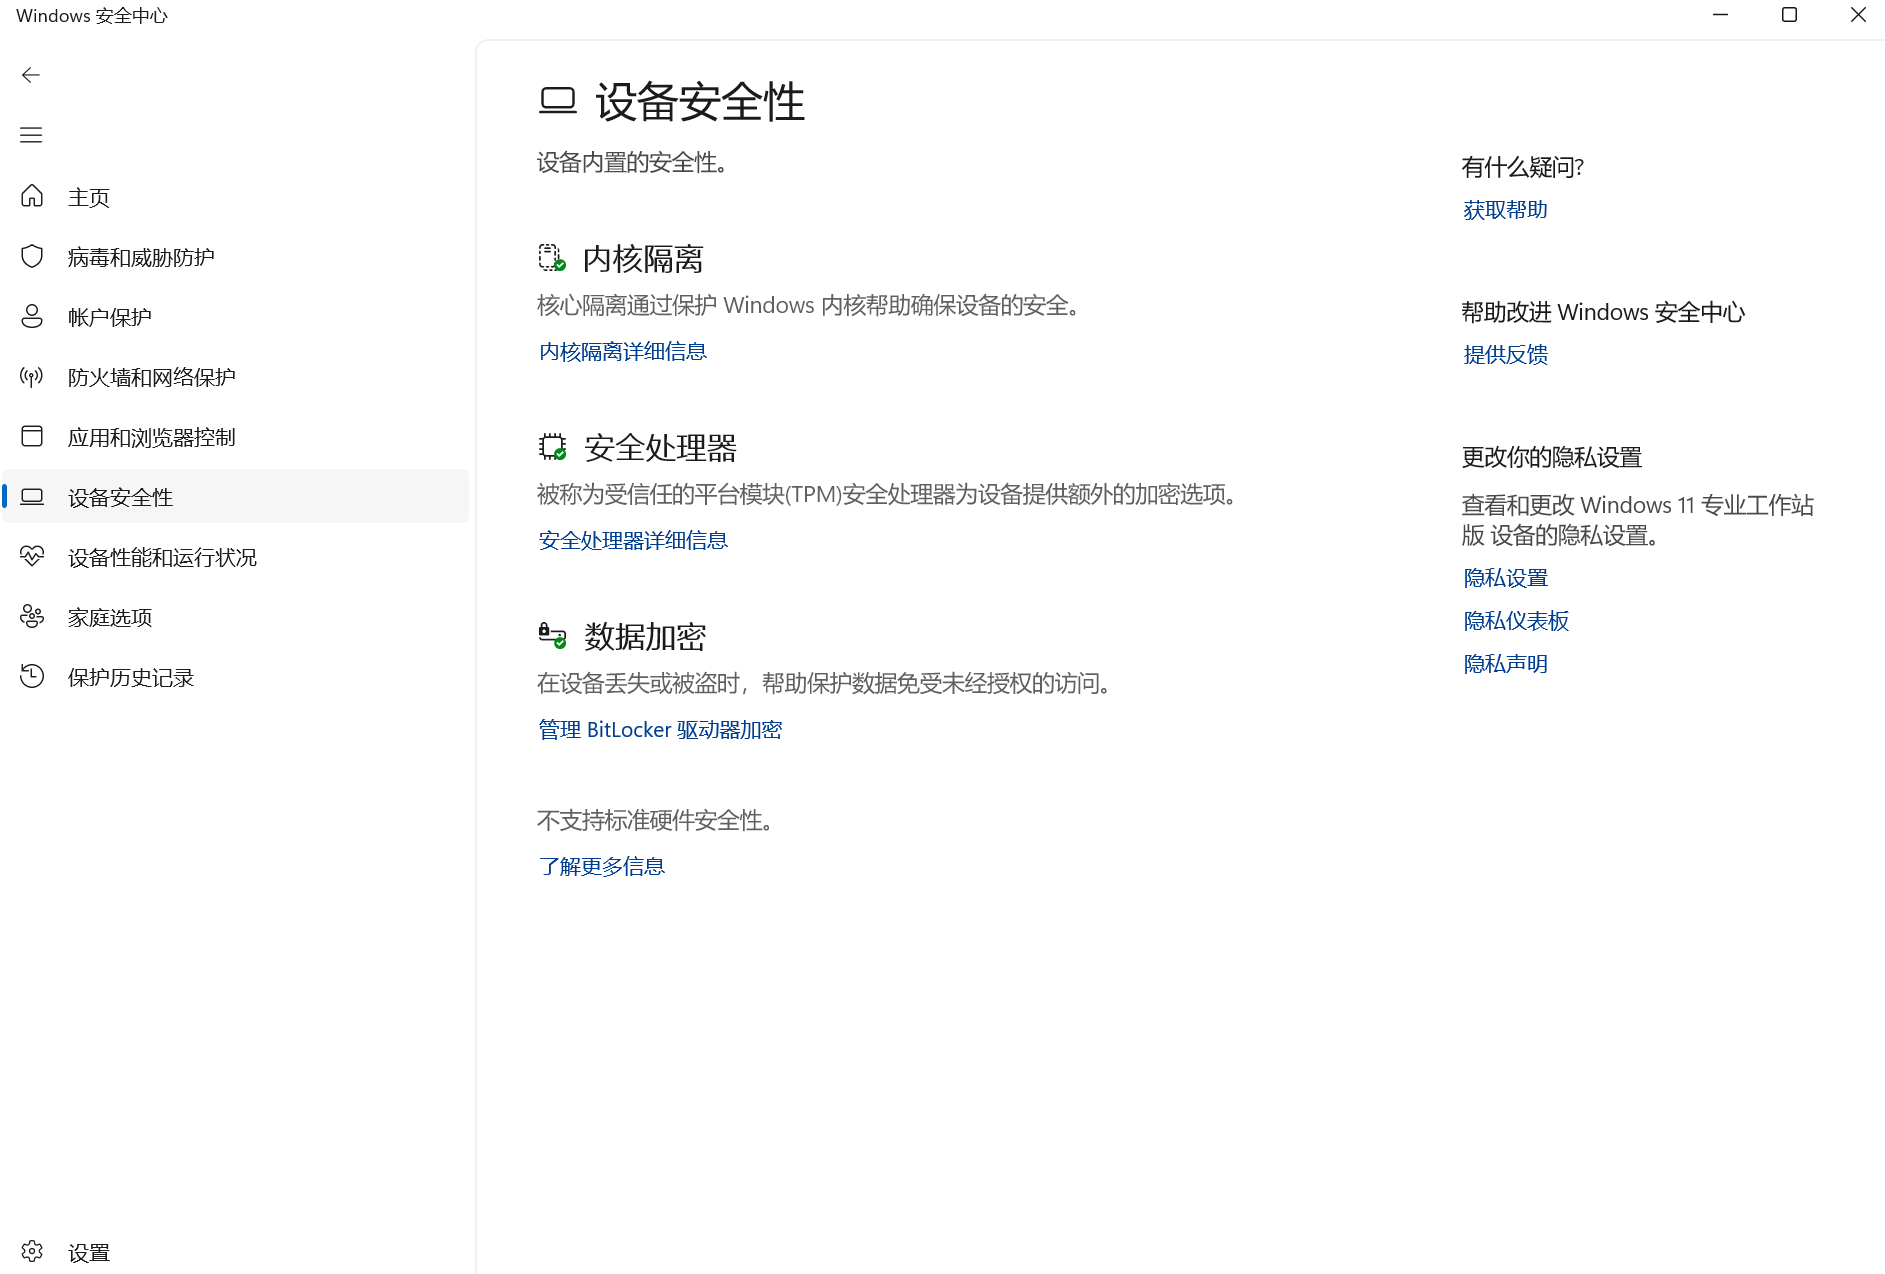 Windows 安全中心
主页
病毒和威胁防护
帐户保护
防火墙和网络保护
应用和浏览器控制
设备安全性
设备性能和运行状况
家庭选项
保护历史记录
设置
设备安全性
设备内置的安全性。
内核隔离
核心隔离通过保护 Windows 内核帮助确保设备的安全。
内核隔离详细信息
安全处理器
被称为受信任的平台模块(TPM)安全处理器为设备提供额外的加密选项。
安全处理器详细信息
数据加密
在设备丢失或被盗时，帮助保护数据免受未经授权的访问。
管理 BitLocker 驱动器加密
不支持标准硬件安全性。
了解更多信息
有什么疑问?
获取帮助
帮助改进 Windows 安全中心
提供反馈
更改你的隐私设置
查看和更改 Windows 11 专业工作站
版 设备的隐私设置。
隐私设置
隐私仪表板
隐私声明